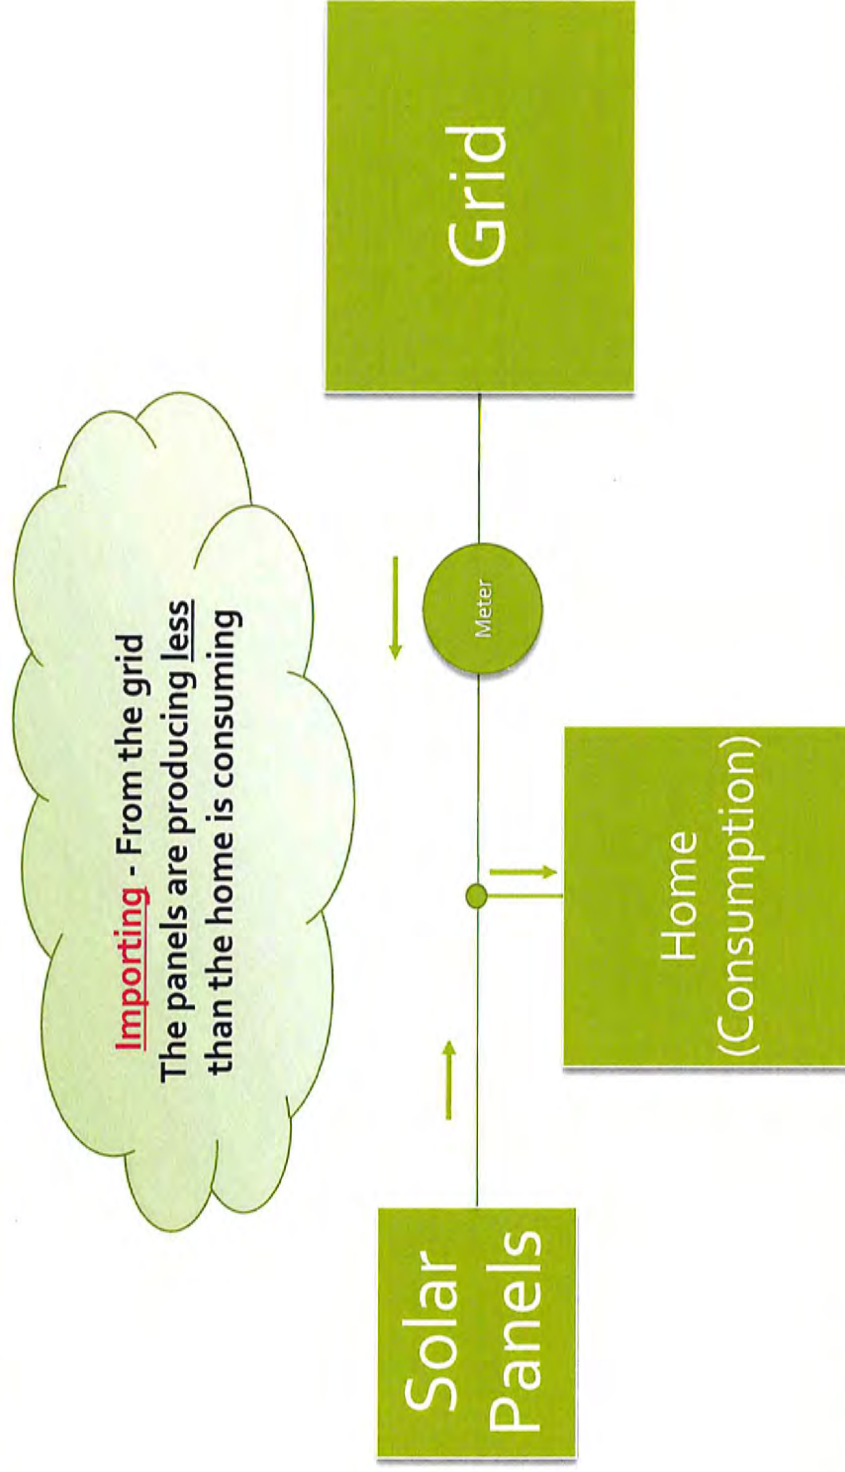 Importing - From the grid
The panels are producing less
than the home is consuming
Solar
Panels
Home
(Consumption)
Meter
Grid